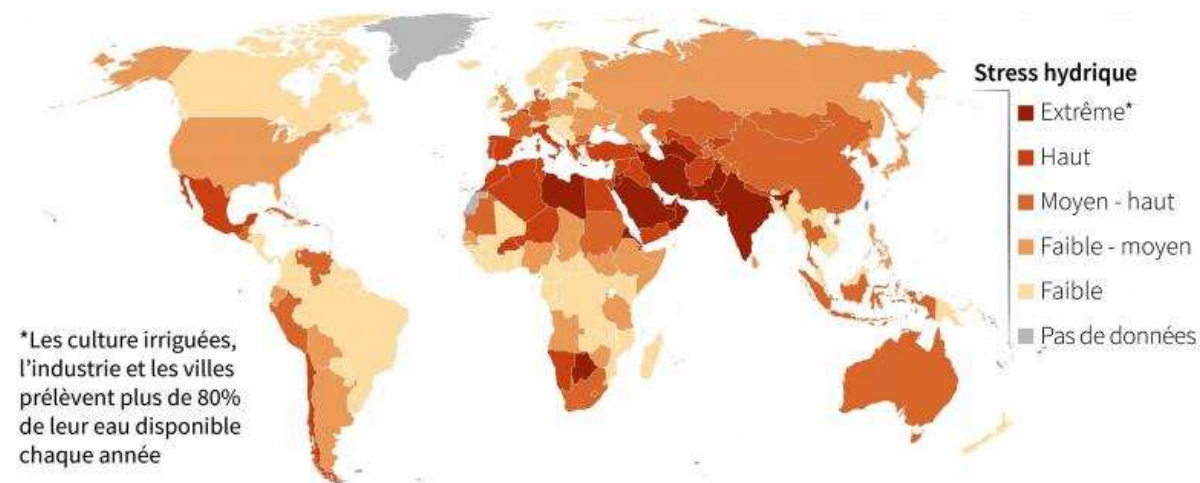 Stress hydrique
Extrême*
Haut
Moyen - haut
Faible - moyen
Faible
Pas de données
*Les culture irriguées,
l'industrie et les villes
prélèvent plus de 80%
de leur eau disponible
chaque année